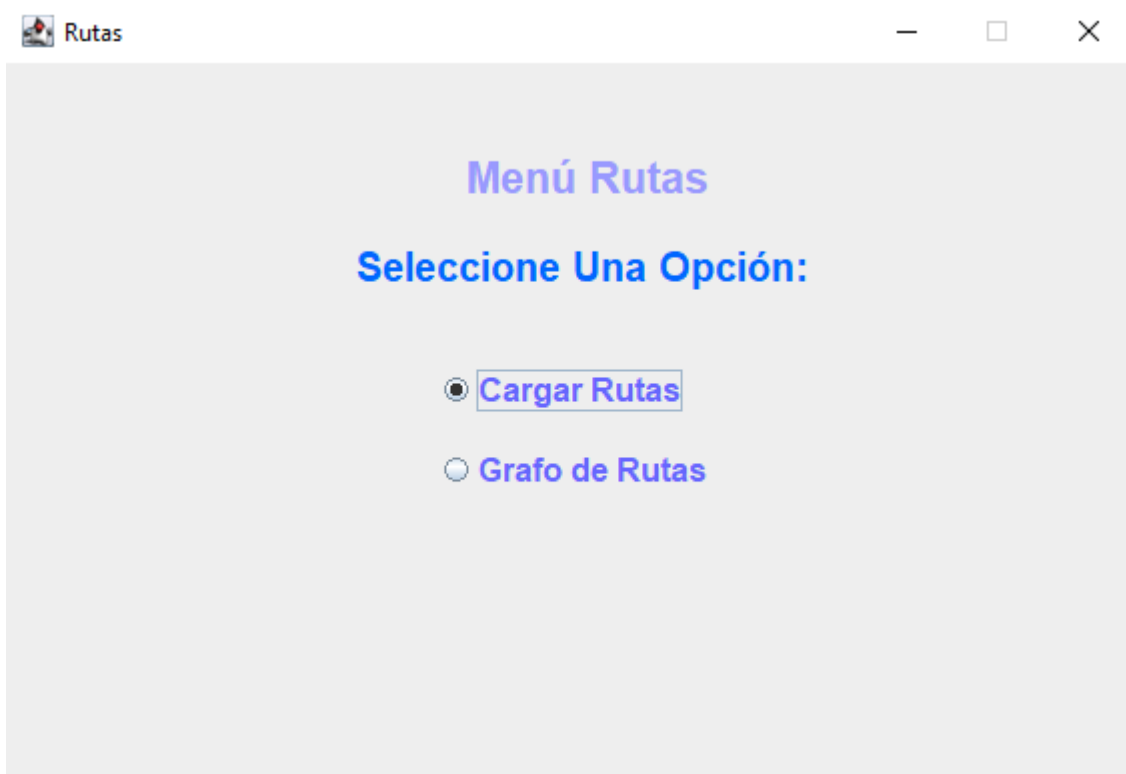 Rutas
Menú Rutas
Seleccione Una Opción:
Cargar Rutas
Grafo de Rutas